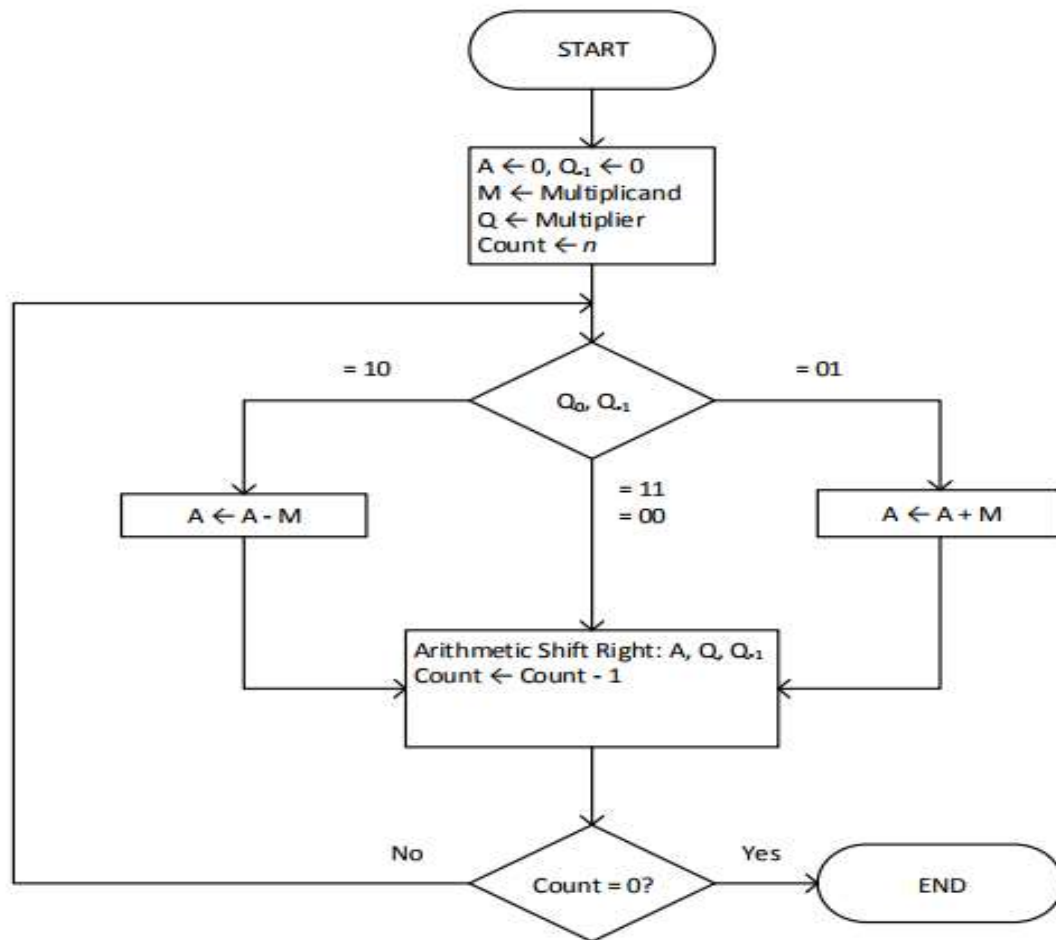 START
A ← 0, Q₋₁ ← 0
M ← Multiplicand
Q ← Multiplier
Count ← n
= 10
= 01
Q₀, Q₋₁
= 11
= 00
A ← A - M
A ← A + M
Arithmetic Shift Right: A, Q, Q₋₁
Count ← Count - 1
No
Yes
Count = 0?
END